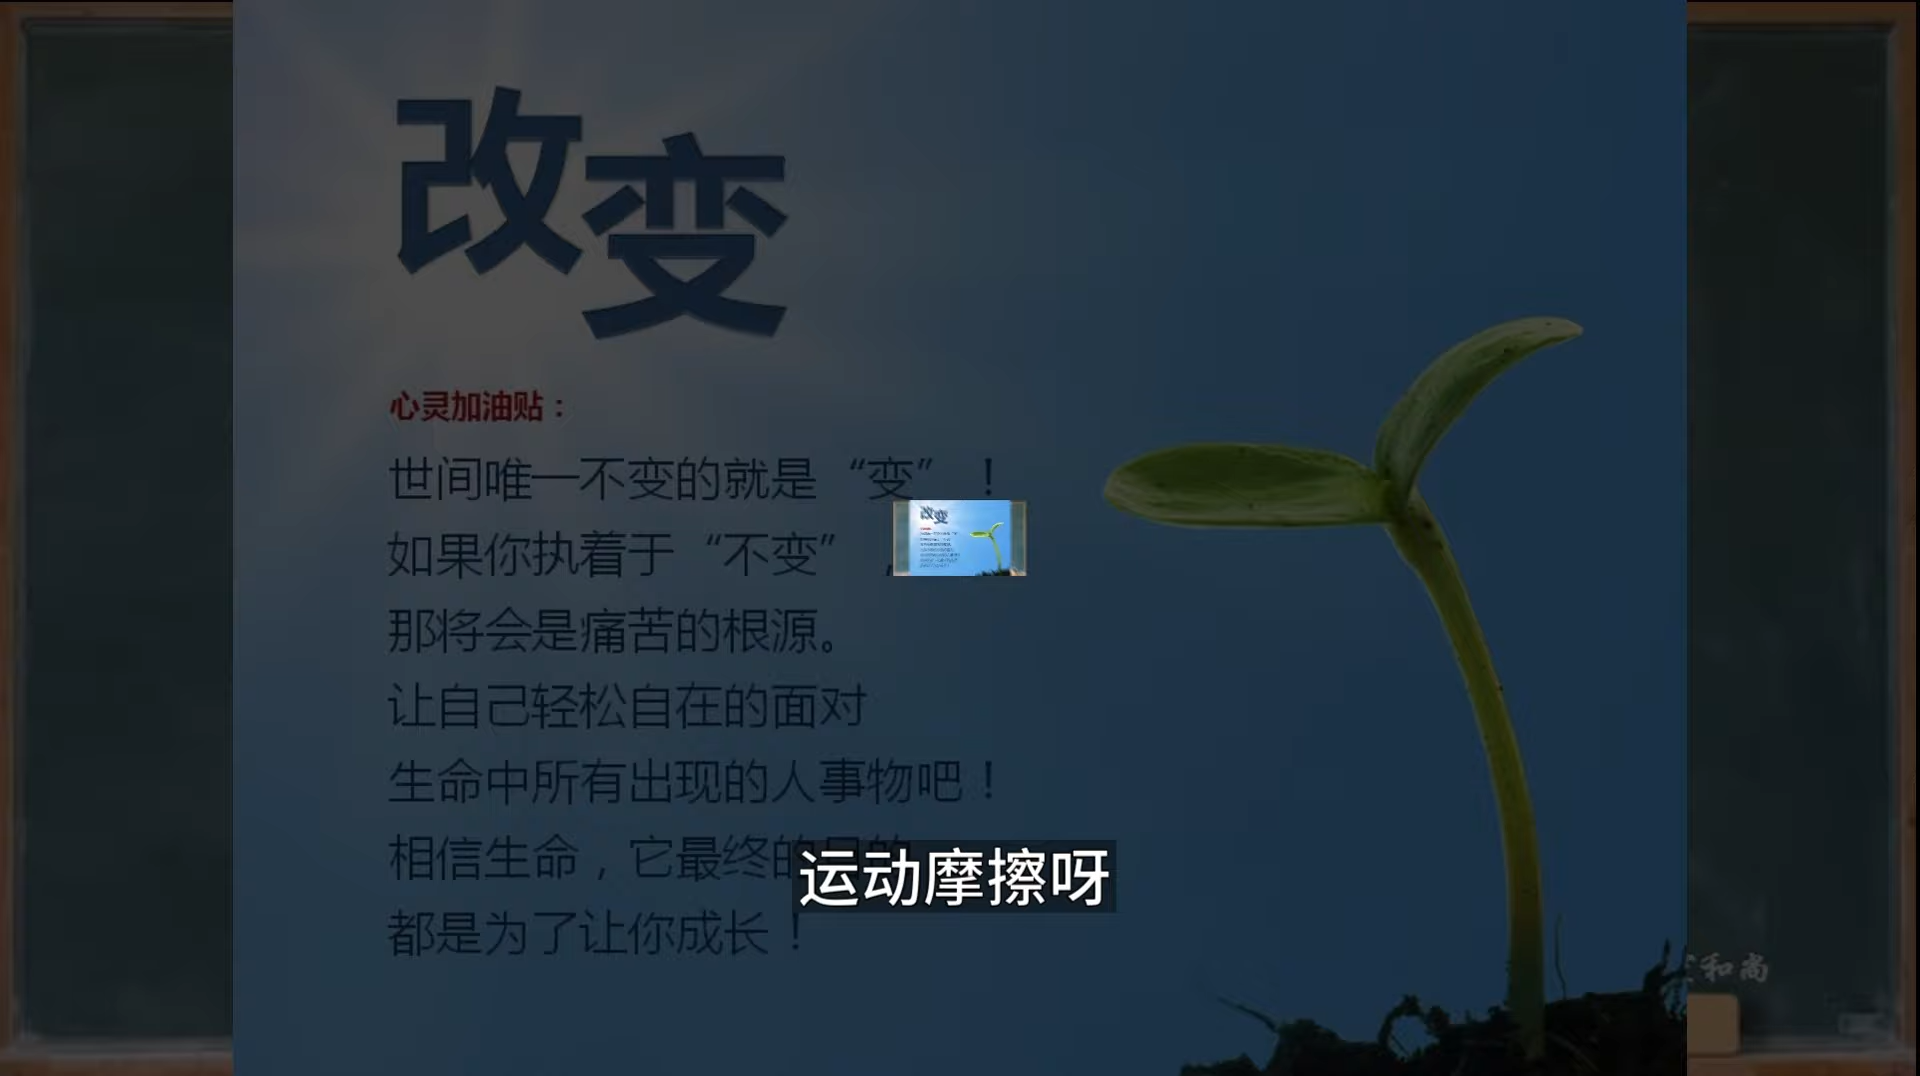 改变
心灵加油贴：
世间唯一不变的就是“变”！
如果你执着于“不变”，
那将会是痛苦的根源。
让自己轻松自在的面对
生命中所有出现的人事物吧！
相信生命，它最终的目的
都是为了让你成长！
运动摩擦呀
和尚